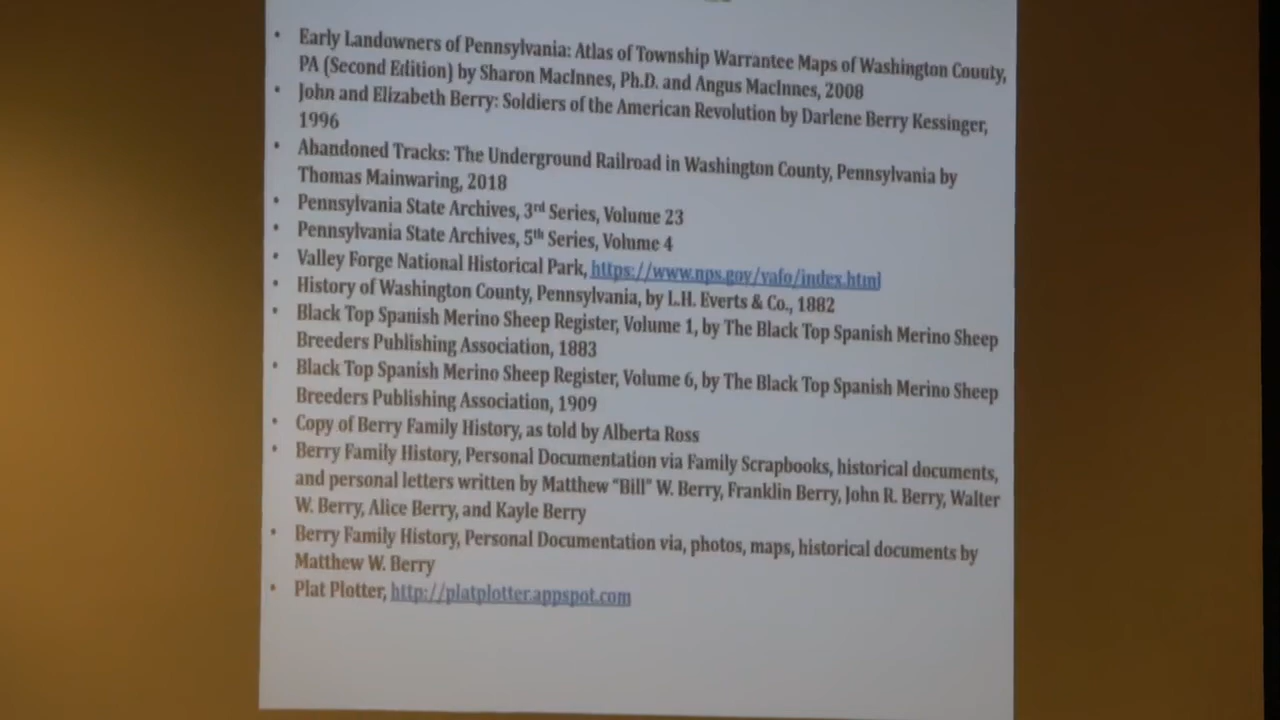 • Early Landowners of Pennsylvania: Atlas of Township Warrantee Maps of Washington County,
PA (Second Edition) by Sharon MacInnes, Ph.D. and Angus MacInnes, 2008
• John and Elizabeth Berry: Soldiers of the American Revolution by Darlene Berry Kessinger,
1996
• Abandoned Tracks: The Underground Railroad in Washington County, Pennsylvania by
Thomas Mainwaring, 2018
• Pennsylvania State Archives, 3rd Series, Volume 23
• Pennsylvania State Archives, 5th Series, Volume 4
• Valley Forge National Historical Park, https://www.nps.gov/vafo/index.html
• History of Washington County, Pennsylvania, by L.H. Everts & Co., 1882
• Black Top Spanish Merino Sheep Register, Volume 1, by The Black Top Spanish Merino Sheep
Breeders Publishing Association, 1883
• Black Top Spanish Merino Sheep Register, Volume 6, by The Black Top Spanish Merino Sheep
Breeders Publishing Association, 1909
• Copy of Berry Family History, as told by Alberta Ross
• Berry Family History, Personal Documentation via Family Scrapbooks, historical documents,
and personal letters written by Matthew "Bill" W. Berry, Franklin Berry, John R. Berry, Walter
W. Berry, Alice Berry, and Kayle Berry
• Berry Family History, Personal Documentation via, photos, maps, historical documents by
Matthew W. Berry
• Plat Plotter, http://platplotter.appspot.com